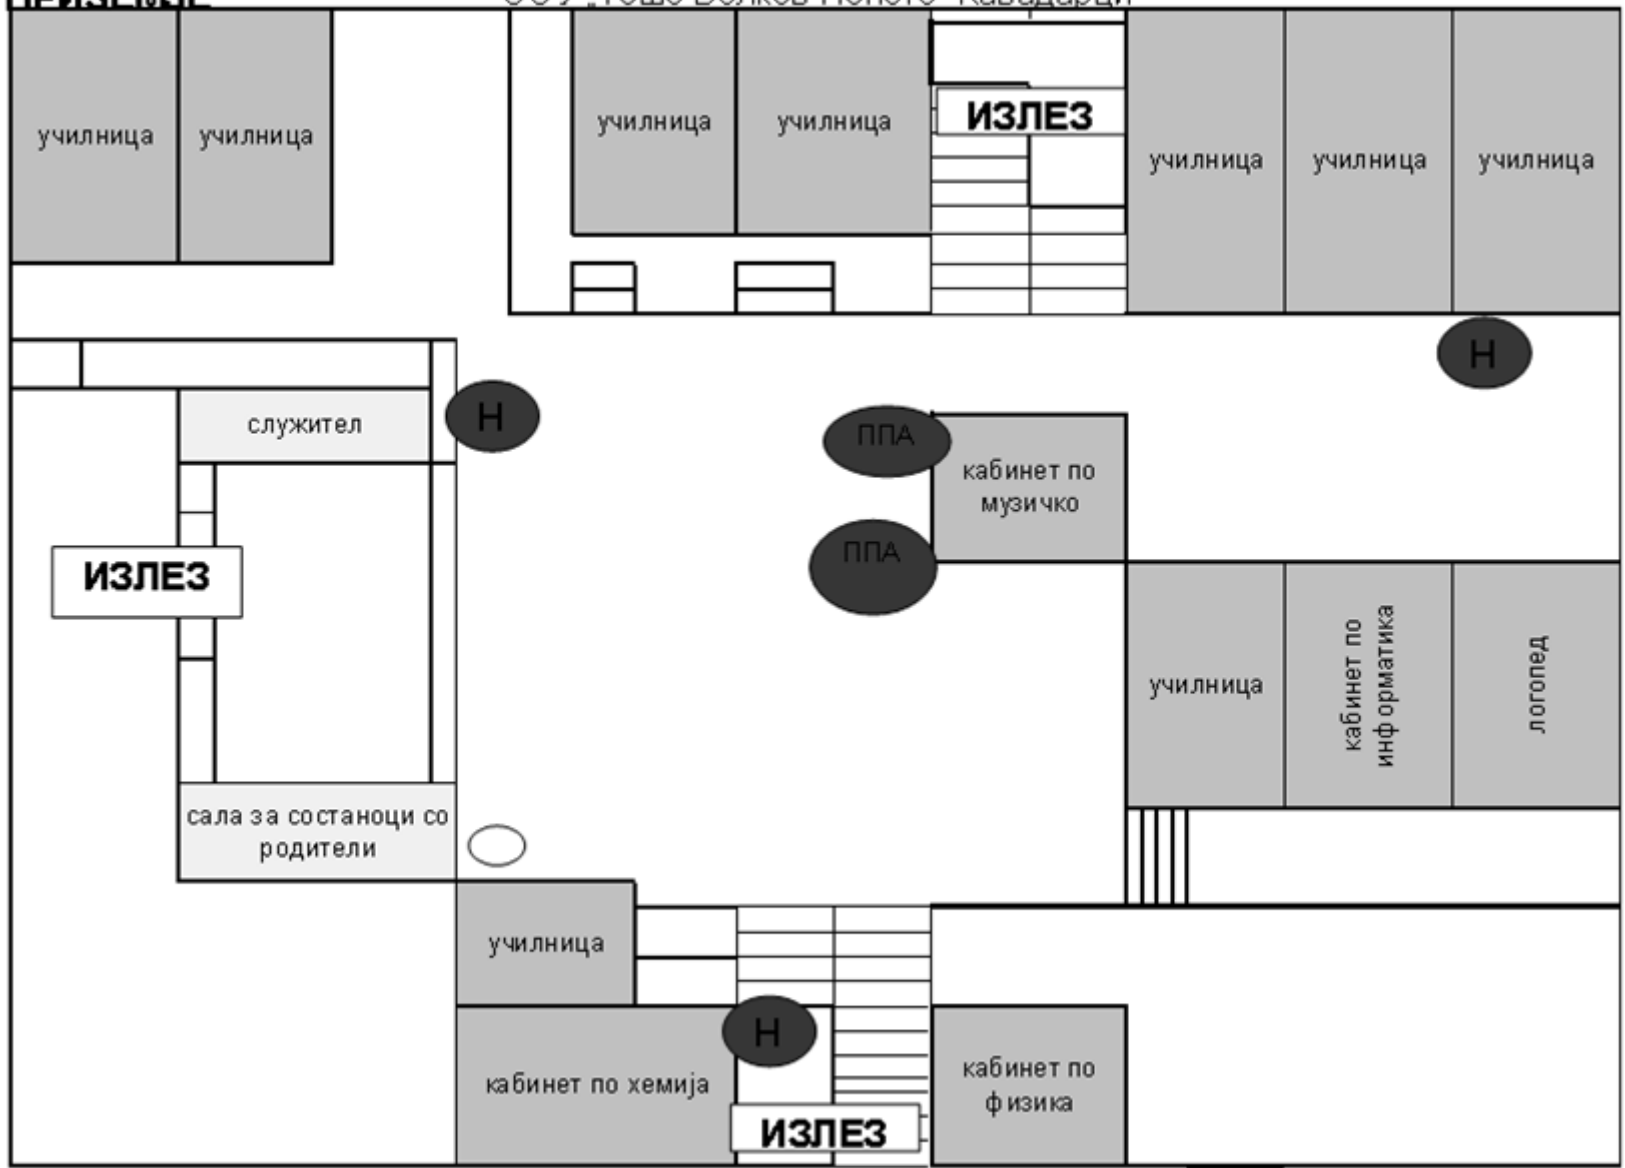 училница
училница
училница
училница
ИЗЛЕЗ
училница
училница
училница
Н
служител
Н
ППА
кабинет по
музичко
ППА
ИЗЛЕЗ
училница
кабинет по
информатика
логопед
сала за состаноци со
родители
училница
Н
кабинет по хемија
кабинет по
физика
ИЗЛЕЗ